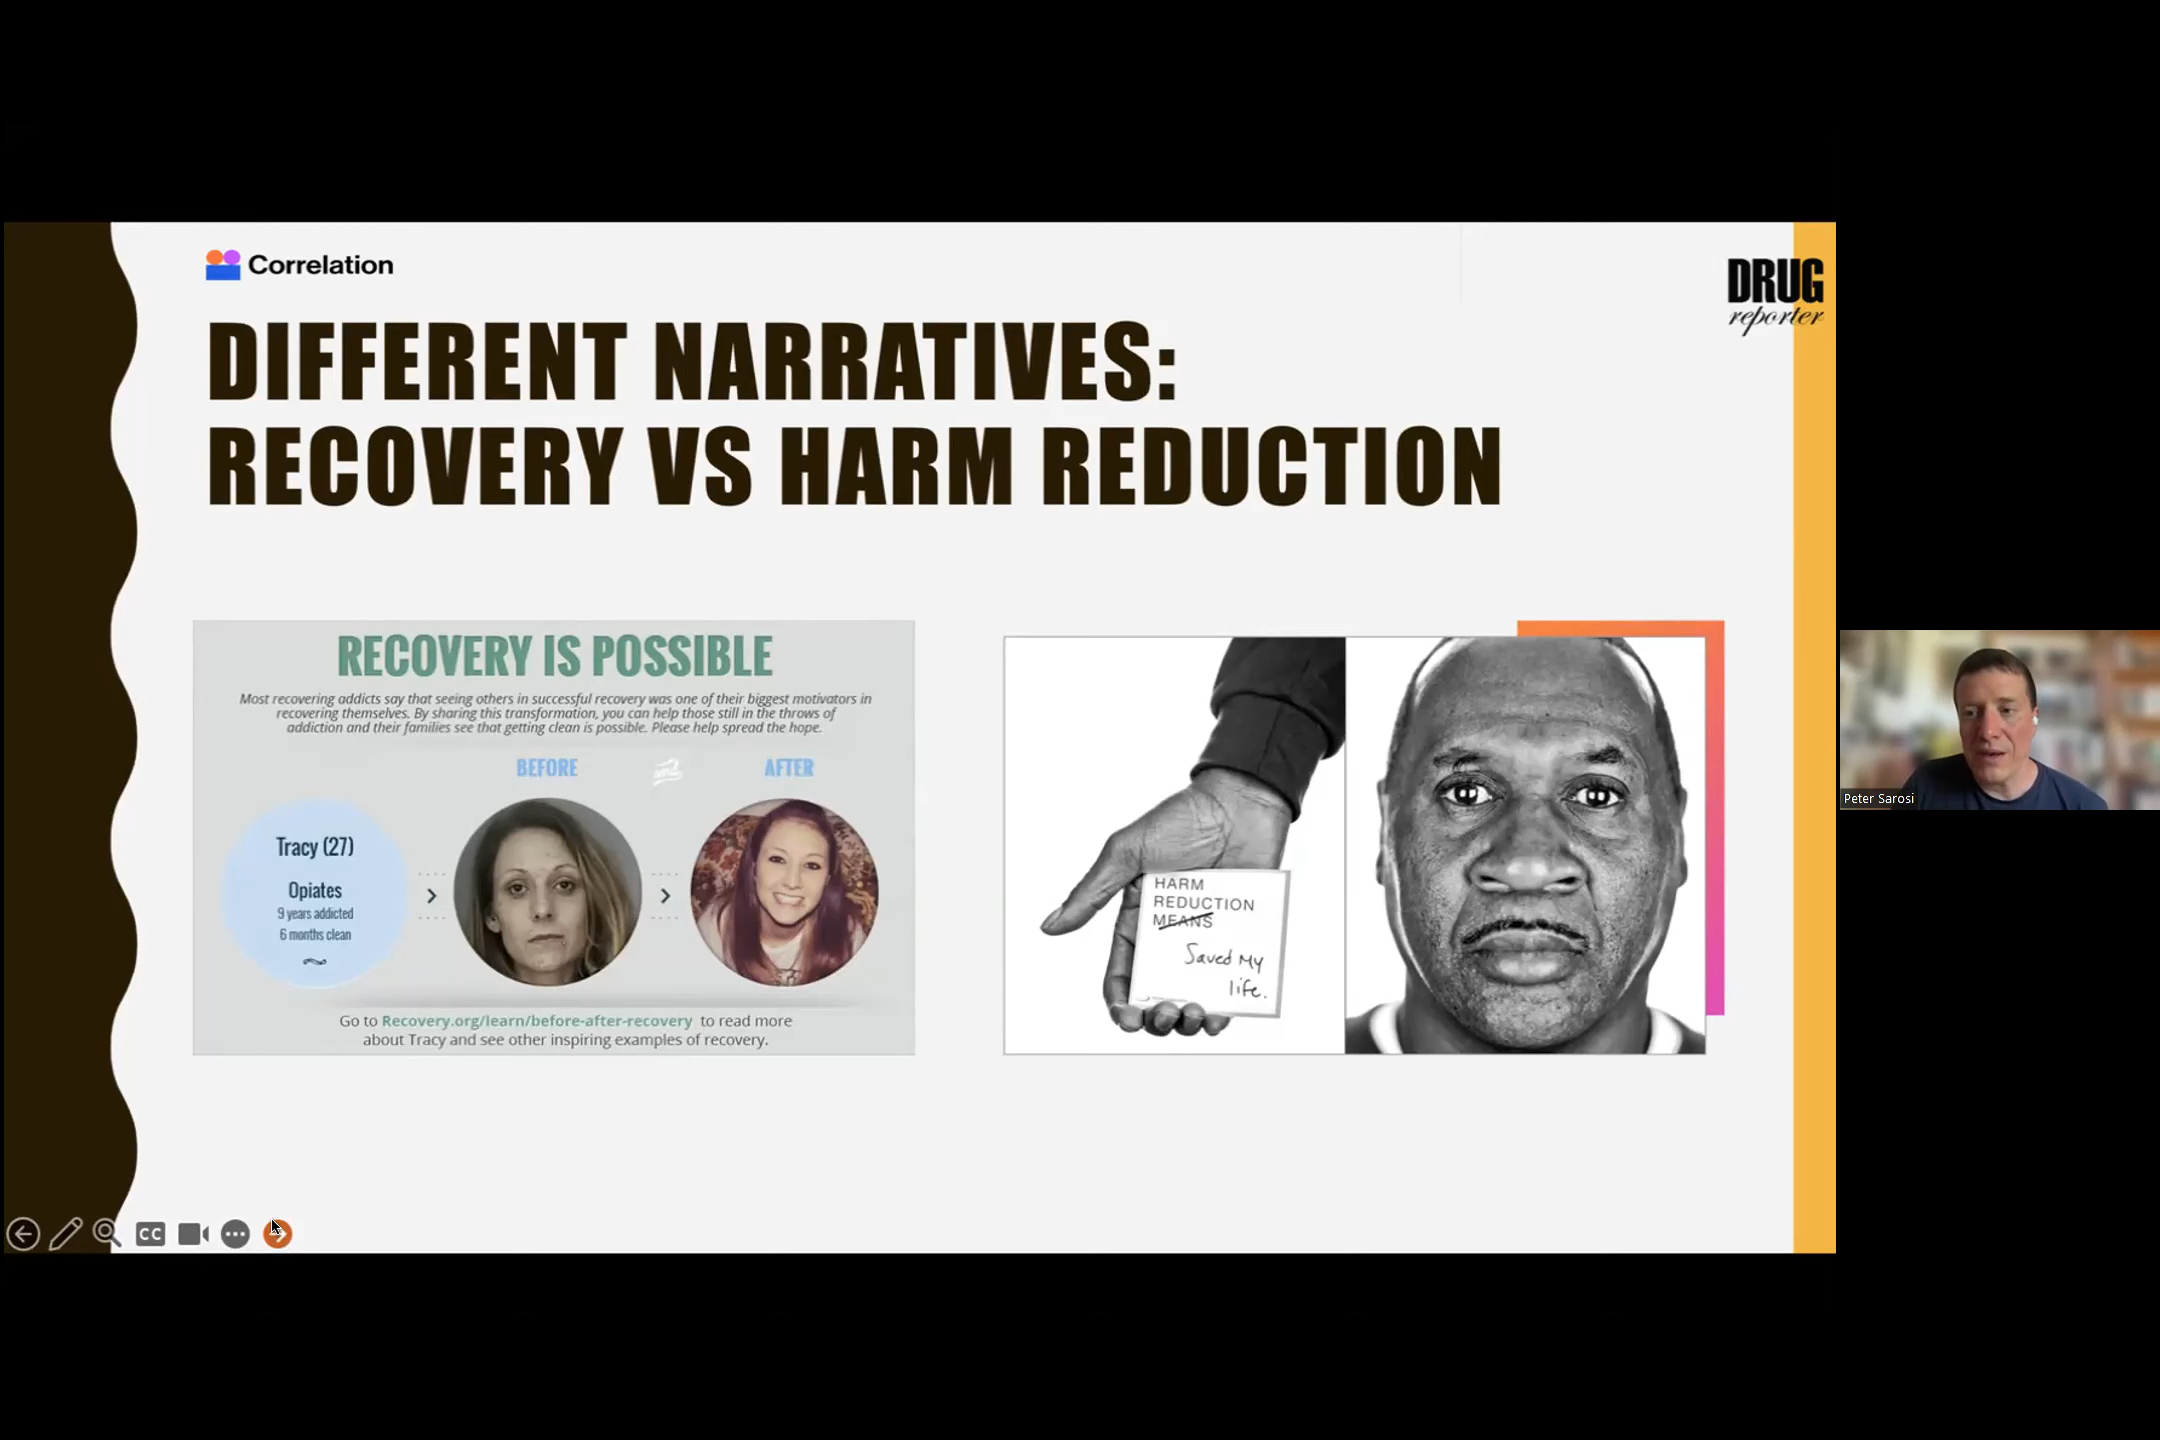 Correlation
DRUG
reporter
DIFFERENT NARRATIVES:
RECOVERY VS HARM REDUCTION
RECOVERY IS POSSIBLE
Most recovering addicts say that seeing others in successful recovery was one of their biggest motivators in
recovering themselves. By sharing this transformation, you can help those still in the throws of
addiction and their families see that getting clean is possible. Please help spread the hope.
BEFORE
AFTER
Tracy (27)
Opiates
9 years addicted
6 months clean
Go to Recovery.org/learn/before-after-recovery to read more
about Tracy and see other inspiring examples of recovery.
HARM
REDUCTION
MEANS
Saved My
life.
Peter Sarosi
CC